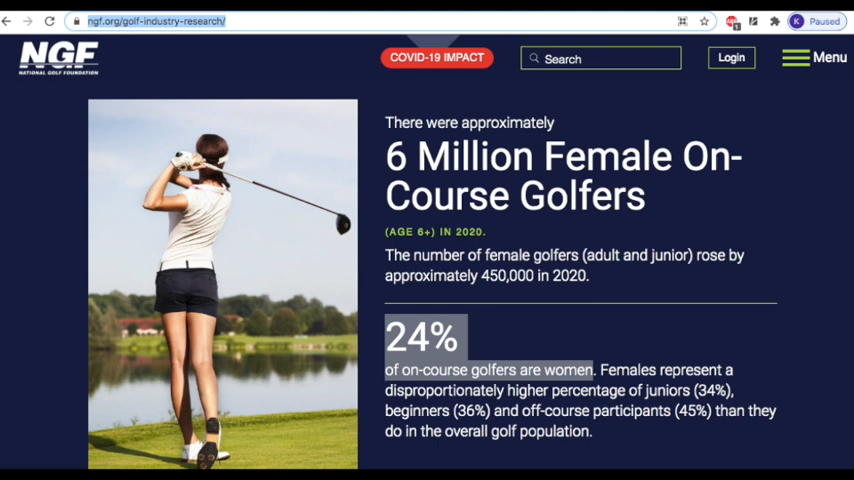 ngf.org/golf-industry-research/
K
Paused
1
NGF
NATIONAL GOLF FOUNDATION
COVID-19 IMPACT
Search
Login
Menu
There were approximately
6 Million Female On-
Course Golfers
(AGE 6+) IN 2020.
The number of female golfers (adult and junior) rose by
approximately 450,000 in 2020.
24%
of on-course golfers are women. Females represent a
disproportionately higher percentage of juniors (34%),
beginners (36%) and off-course participants (45%) than they
do in the overall golf population.